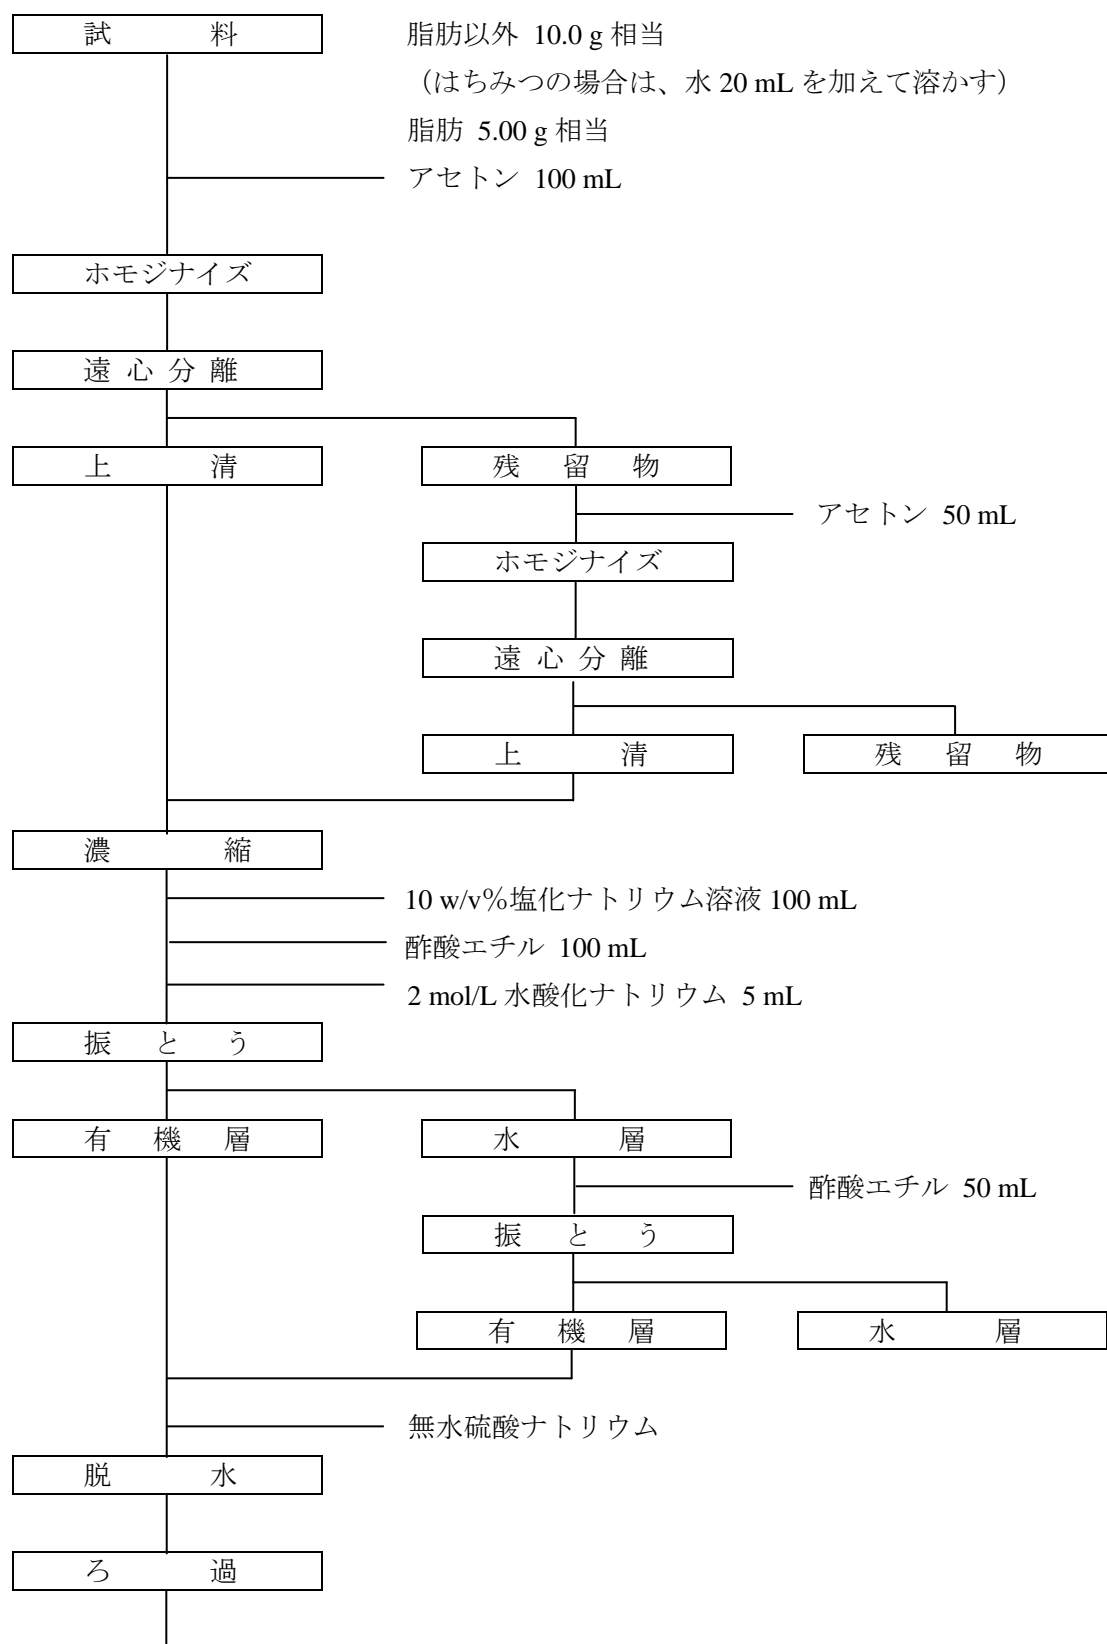 試料
脂肪以外 10.0 g 相当
（はちみつの場合は、水 20 mL を加えて溶かす）
脂肪 5.00 g 相当
アセトン 100 mL
ホモジナイズ
遠心分離
上清
残留物
アセトン 50 mL
ホモジナイズ
遠心分離
上清
残留物
濃縮
10 w/v％塩化ナトリウム溶液 100 mL
酢酸エチル 100 mL
2 mol/L 水酸化ナトリウム 5 mL
振とう
有機層
水層
酢酸エチル 50 mL
振とう
有機層
水層
無水硫酸ナトリウム
脱水
ろ過